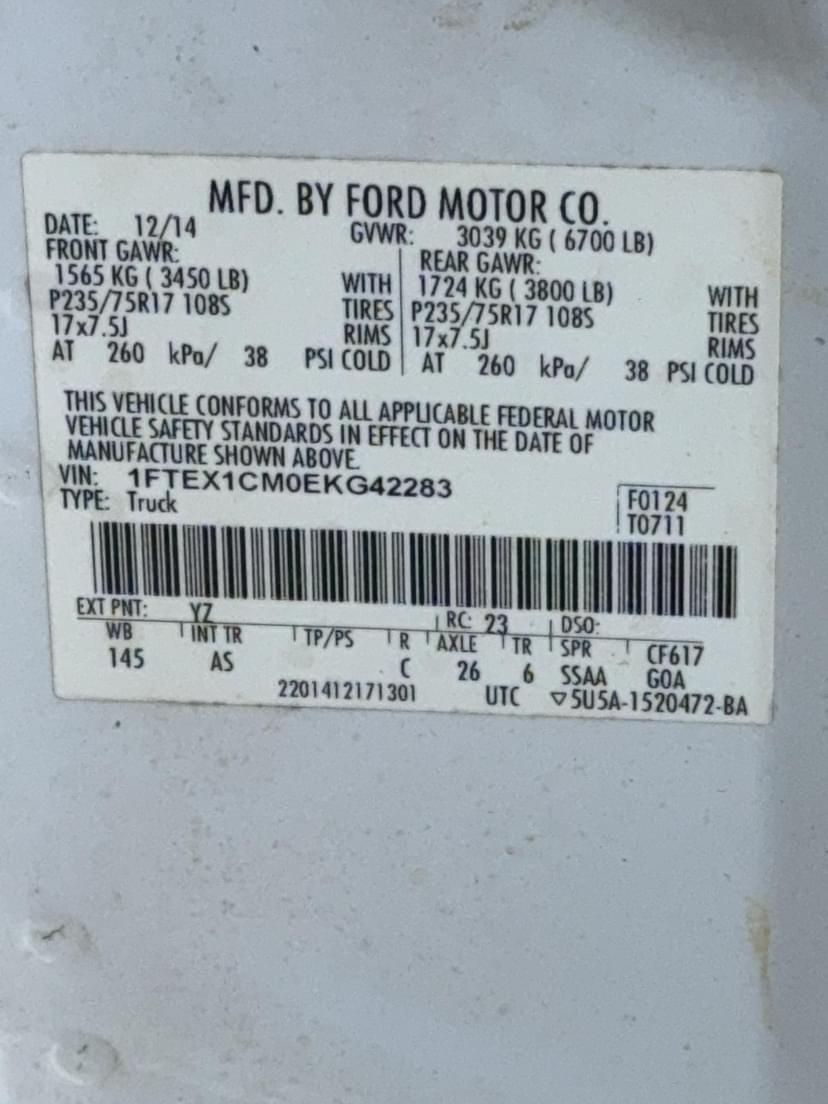 MFD. BY FORD MOTOR CO.
DATE: 12/14 GVWR: 3039 KG ( 6700 LB)
FRONT GAWR: REAR GAWR:
1565 KG ( 3450 LB) WITH 1724 KG ( 3800 LB) WITH
P235/75R17 108S TIRES P235/75R17 108S TIRES
17x7.5J RIMS 17x7.5J RIMS
AT 260 kPa/ 38 PSI COLD AT 260 kPa/ 38 PSI COLD
THIS VEHICLE CONFORMS TO ALL APPLICABLE FEDERAL MOTOR
VEHICLE SAFETY STANDARDS IN EFFECT ON THE DATE OF
MANUFACTURE SHOWN ABOVE.
VIN: 1FTEX1CM0EKG42283
TYPE: Truck
F0124
T0711
EXT PNT: YZ RC: 23 DSO:
WB INT TR TP/PS R AXLE TR SPR CF617
145 AS C 26 6 SSAA GOA
2201412171301 UTC ▽5U5A-1520472-BA